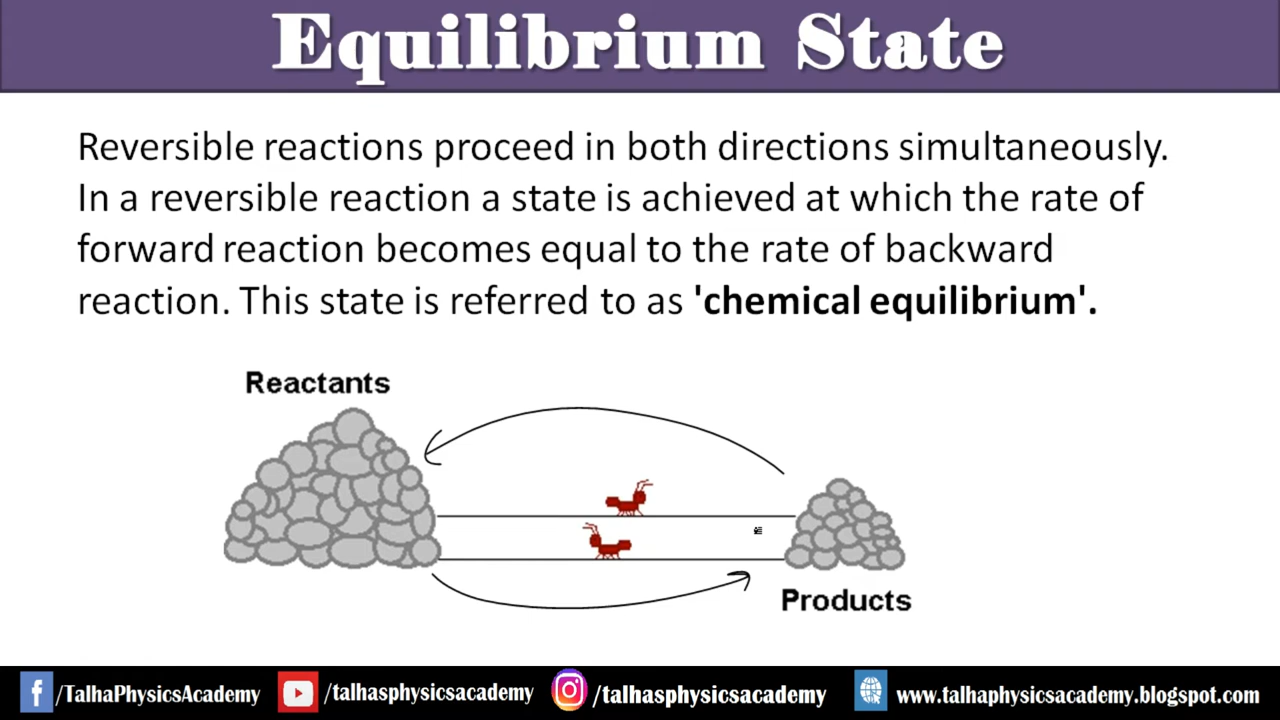 Equilibrium State
Reversible reactions proceed in both directions simultaneously.
In a reversible reaction a state is achieved at which the rate of
forward reaction becomes equal to the rate of backward
reaction. This state is referred to as 'chemical equilibrium'.
Reactants
Products
/TalhaPhysicsAcademy
/talhasphysicsacademy
/talhasphysicsacademy
www.talhaphysicsacademy.blogspot.com